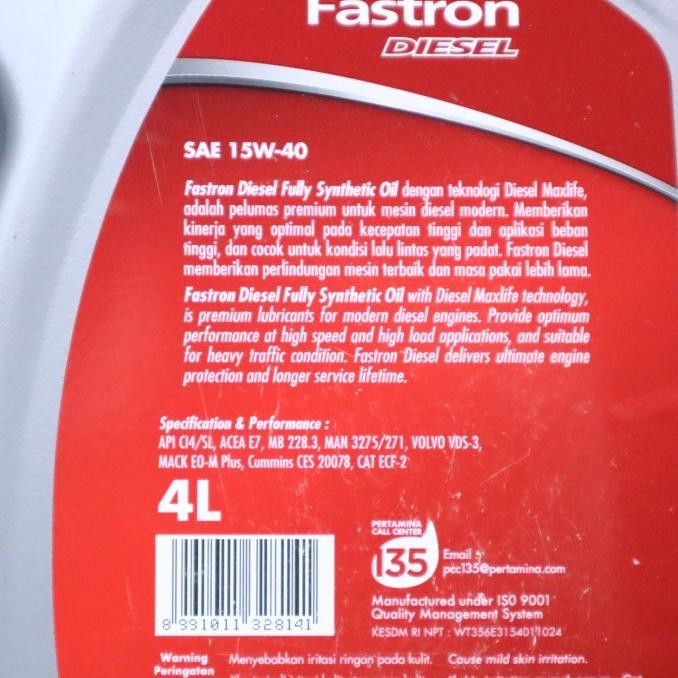 Fastron
DIESEL
SAE 15W-40
Fastron Diesel Fully Synthetic Oil dengan teknologi Diesel Maxlife,
adalah pelumas premium untuk mesin diesel modern. Memberikan
kinerja yang optimal pada kecepatan tinggi dan aplikasi beban
tinggi, dan cocok untuk kondisi lalu lintas yang padat. Fastron Diesel
memberikan perlindungan mesin terbaik dan masa pakai lebih lama.
Fastron Diesel Fully Synthetic Oil with Diesel Maxlife technology,
is premium lubricants for modern diesel engines. Provide optimum
performance at high speed and high load applications, and suitable
for heavy traffic condition. Fastron Diesel delivers ultimate engine
protection and longer service lifetime.
Specification & Performance :
API CI4/SL, ACEA E7, MB 228.3, MAN 3275/271, VOLVO VDS-3,
MACK EO-M Plus, Cummins CES 20078, CAT ECF-2
4L
PERTAMINA
CALL CENTER
135
Email :
pcc135@pertamina.com
Manufactured under ISO 9001
Quality Management System
KESDM RI NPT : WT356E3154011024
8 991011 328141
Warning Menyebabkan iritasi ringan pada kulit. Cause mild skin irritation.
Peringatan